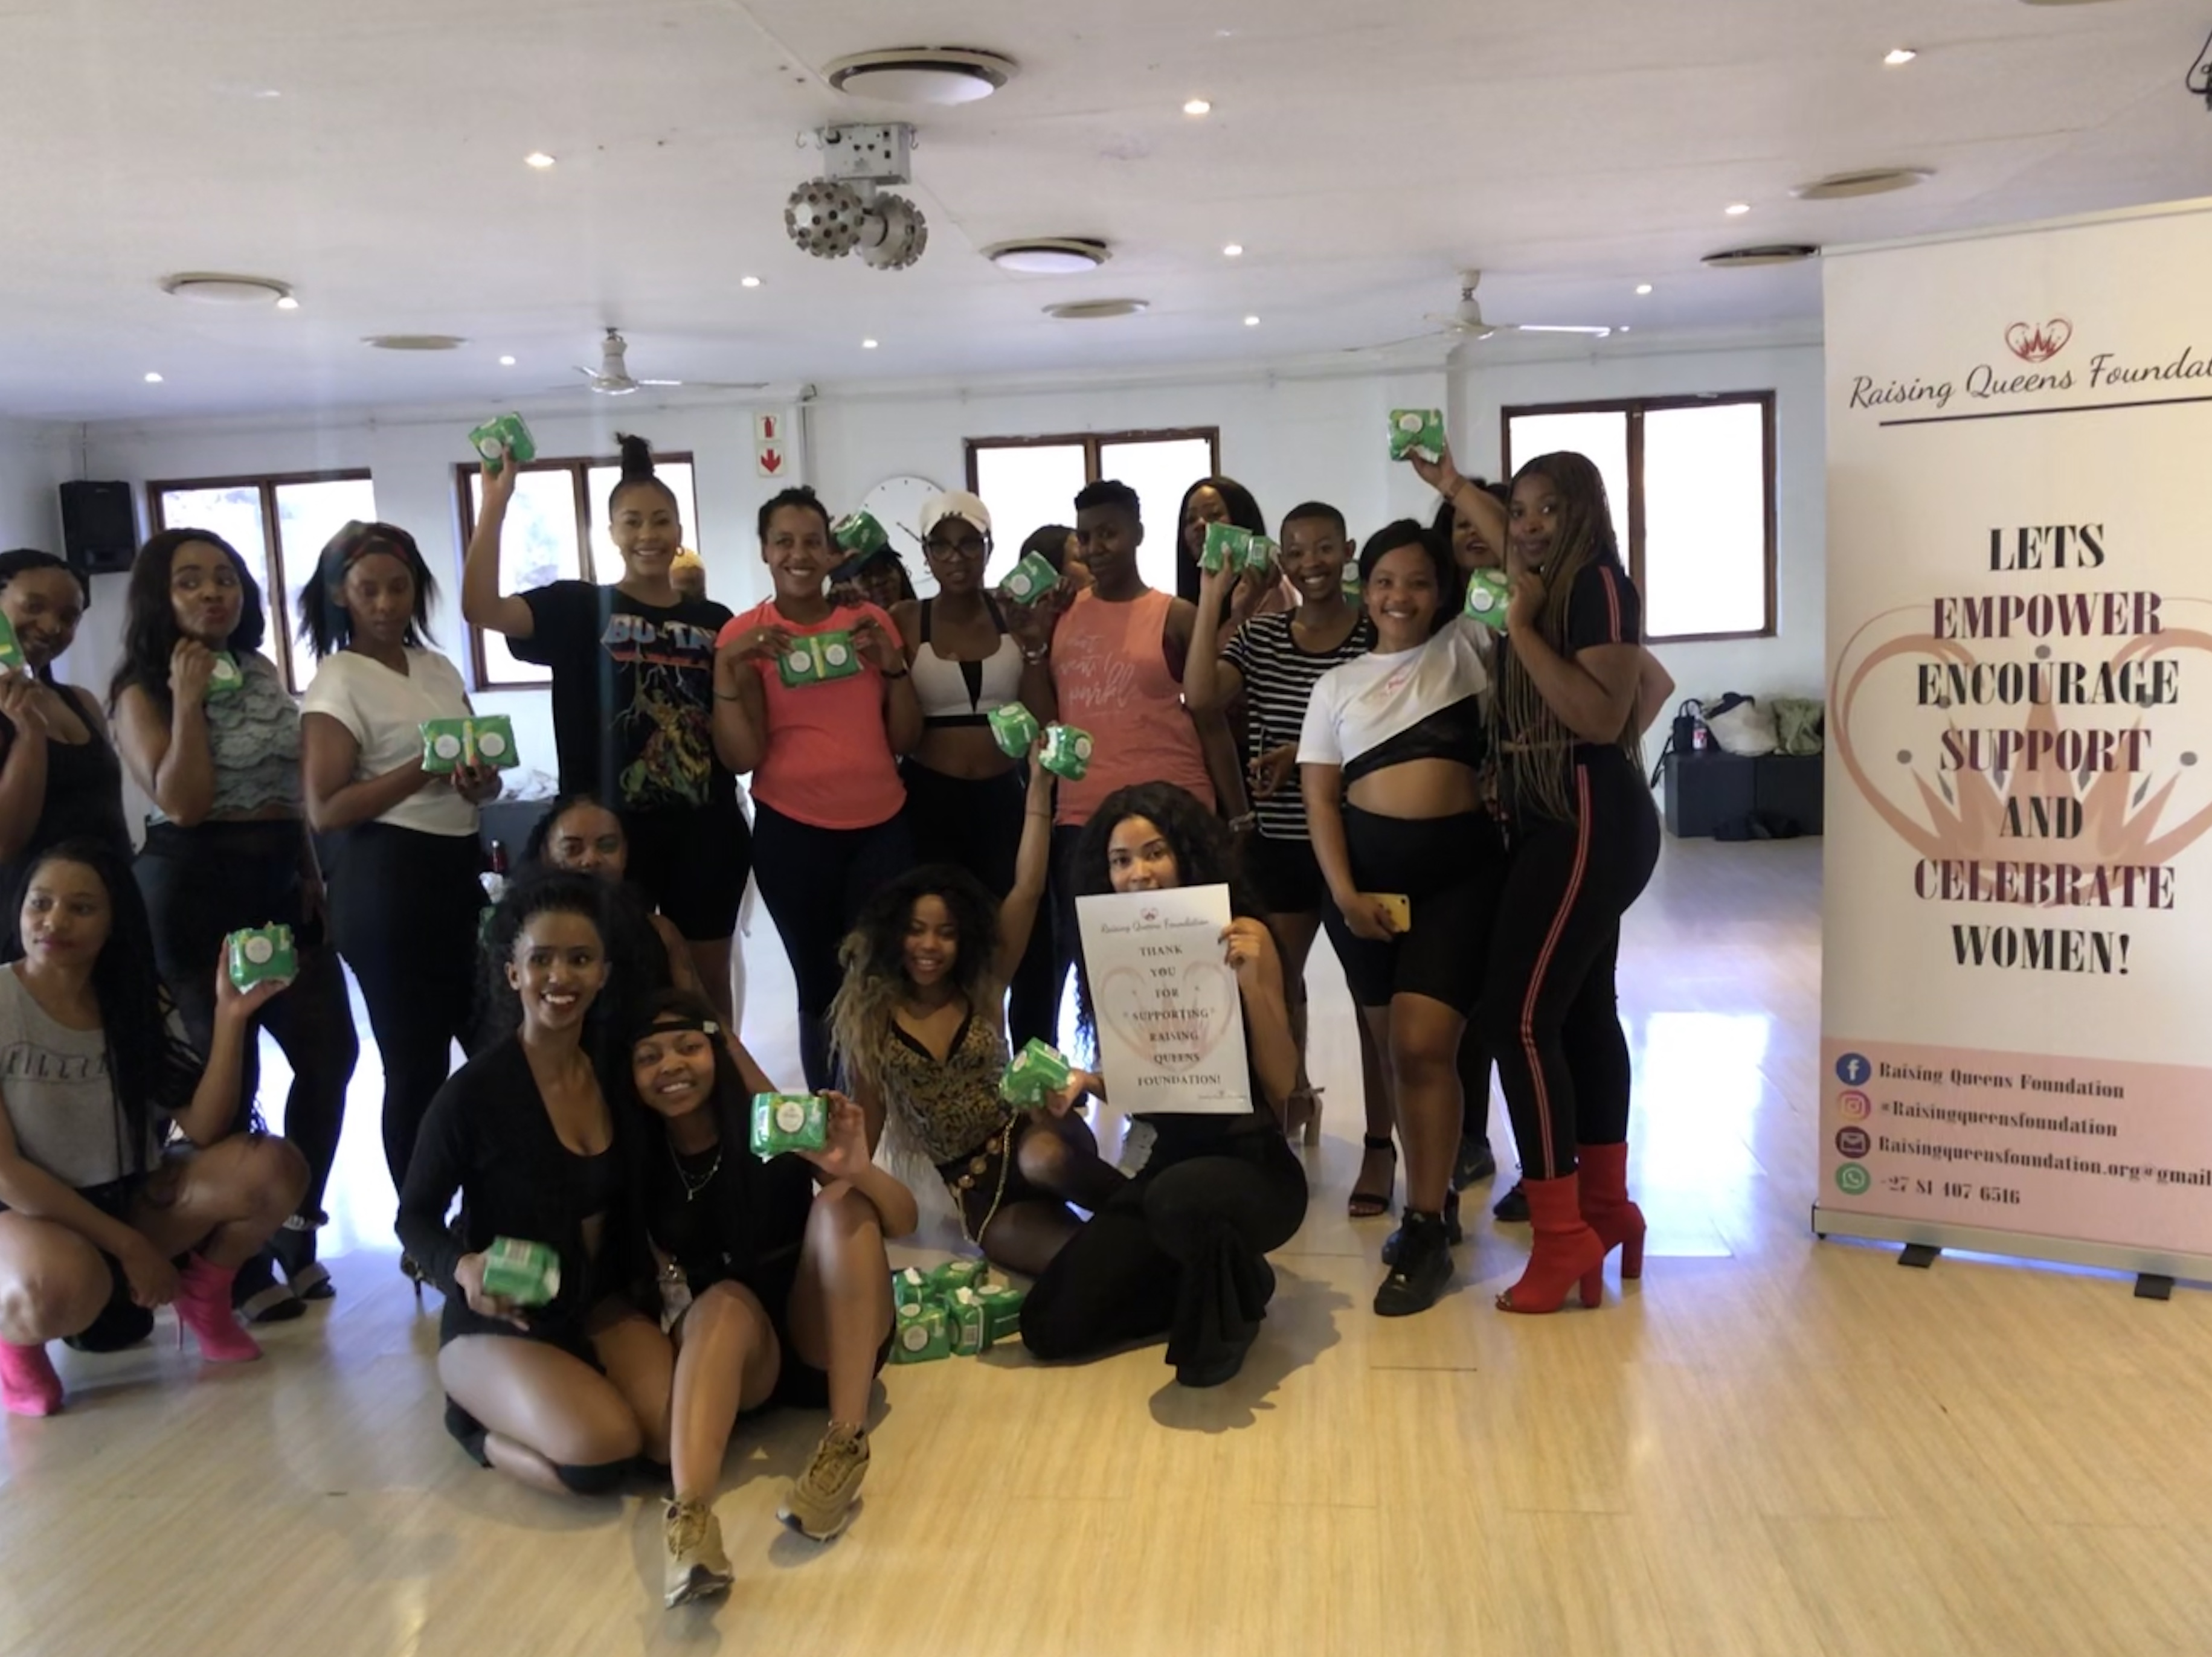 Raising Queens Foundat
LETS
EMPOWER
ENCOURAGE
SUPPORT
AND
CELEBRATE
WOMEN!
Raising Queens Foundation
@Raisingqueensfoundation
Raisingqueensfoundation.org@gmail
+27 81 407 6516
Raising Queens Foundation
THANK
YOU
FOR
SUPPORTING
RAISING
QUEENS
FOUNDATION!